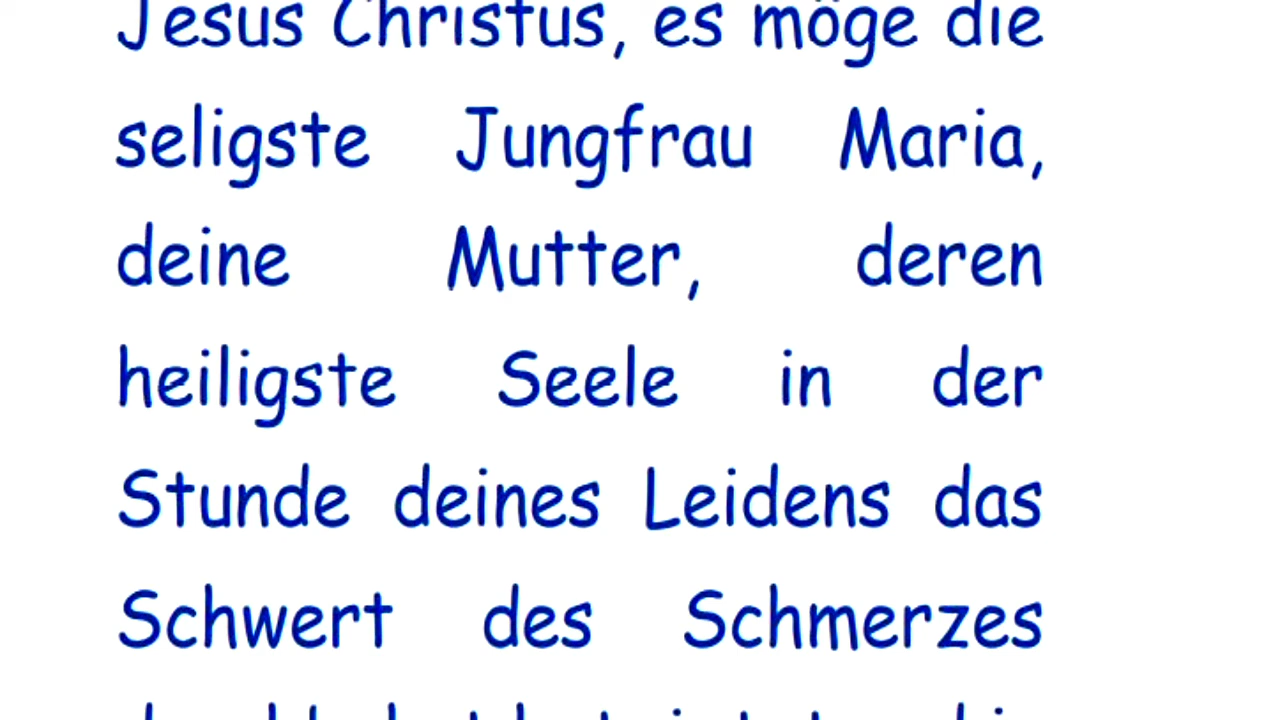 Jesus Christus, es möge die
seligste Jungfrau Maria,
deine Mutter, deren
heiligste Seele in der
Stunde deines Leidens das
Schwert des Schmerzes